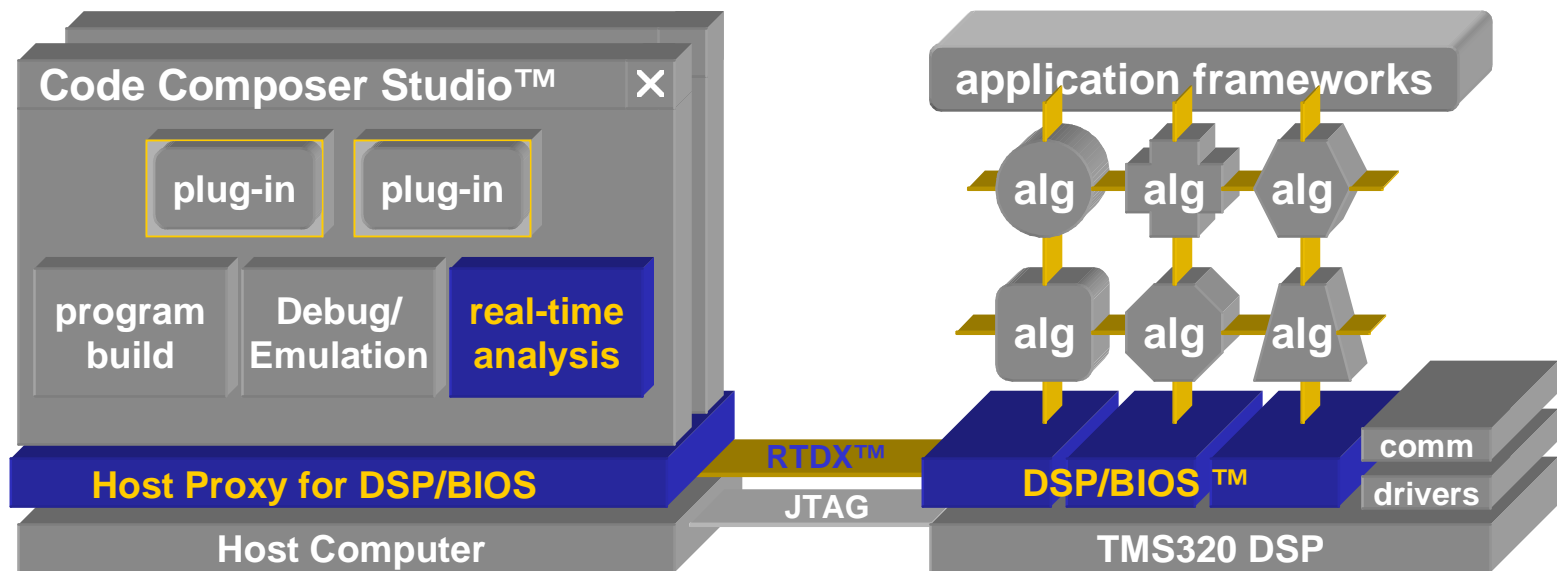 Code Composer Studio™
plug-in
plug-in
program
build
Debug/
Emulation
real-time
analysis
Host Proxy for DSP/BIOS
Host Computer
RTDX™
JTAG
application frameworks
alg
alg
alg
alg
alg
alg
DSP/BIOS ™
comm
drivers
TMS320 DSP